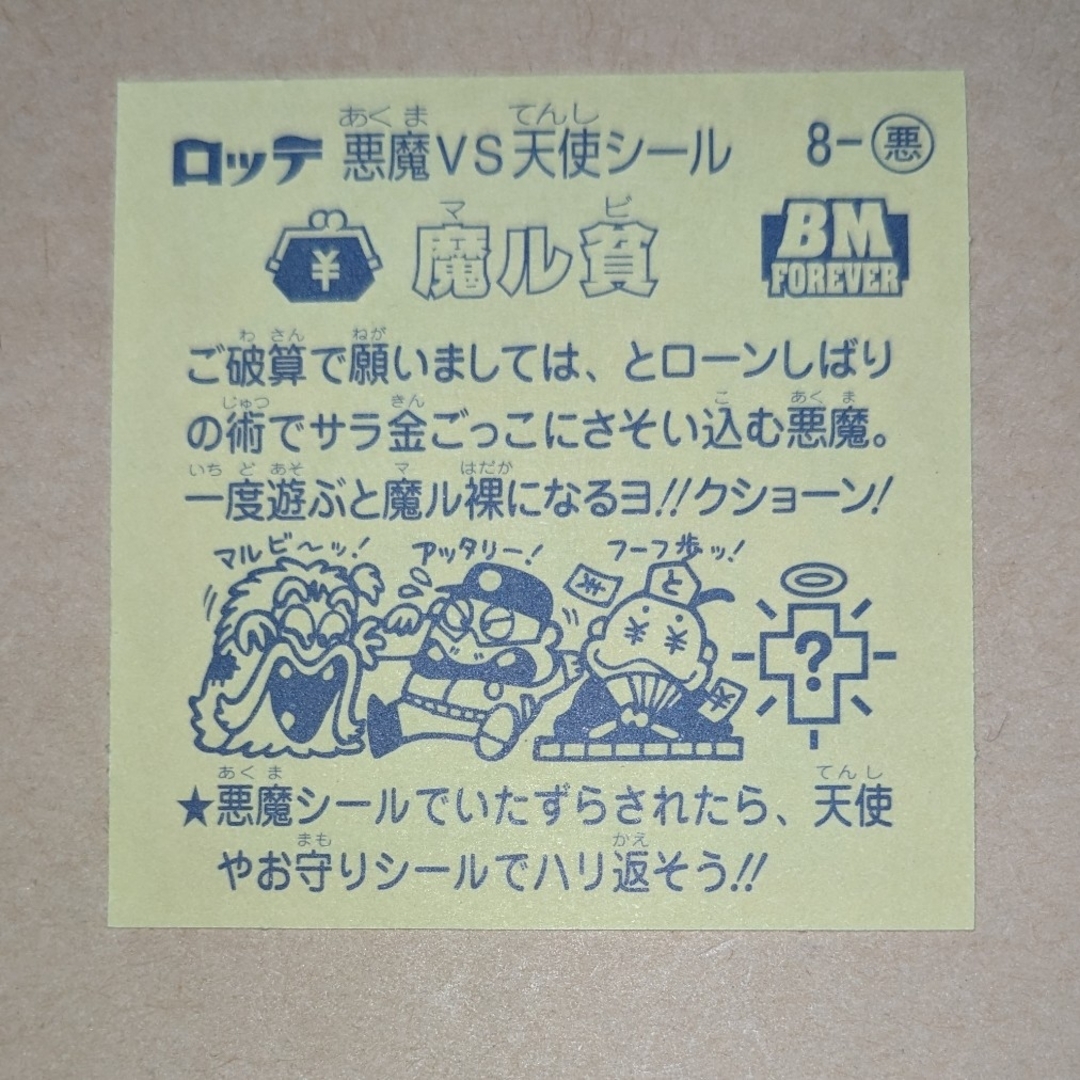 ロッテ 悪魔VS天使シール 8-悪
あくま てんし
¥ 魔ル貧 BM FOREVER
マ ピ
わ さん ねが
ご破算で願いましては、とローンしばり
じゅつ きん こ あく ま
の術でサラ金ごっこにさそい込む悪魔。
いち ど あそ マ はだか
一度遊ぶと魔ル裸になるヨ!!クショーン!
マルビ〜ッ! アッタリー! フーフ歩ッ!
?
あく ま てんし
★悪魔シールでいたずらされたら、天使
まも かえ
やお守りシールでハリ返そう!!